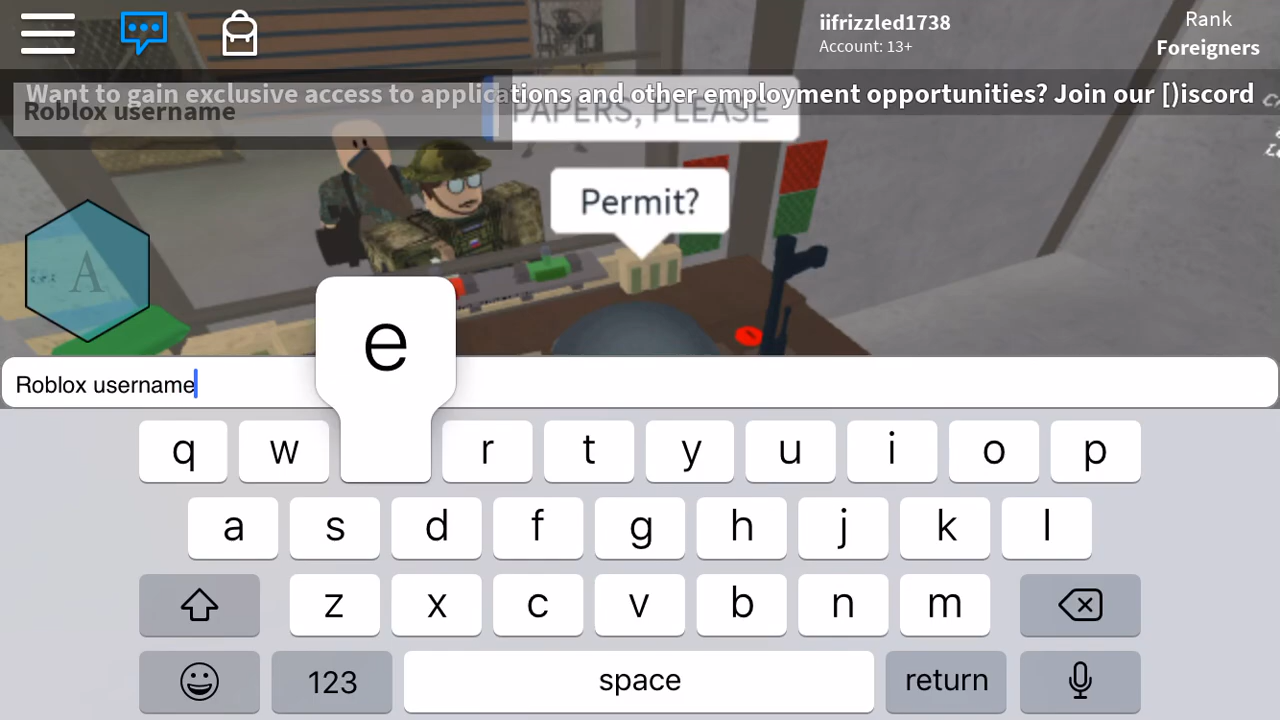 iifrizzled1738
Account: 13+
Rank
Foreigners
Want to gain exclusive access to applications and other employment opportunities? Join our [)iscord
Roblox username
PAPERS, PLEASE
Permit?
A
Roblox username
e
q w r t y u i o p
a s d f g h j k l
z x c v b n m
123 space return